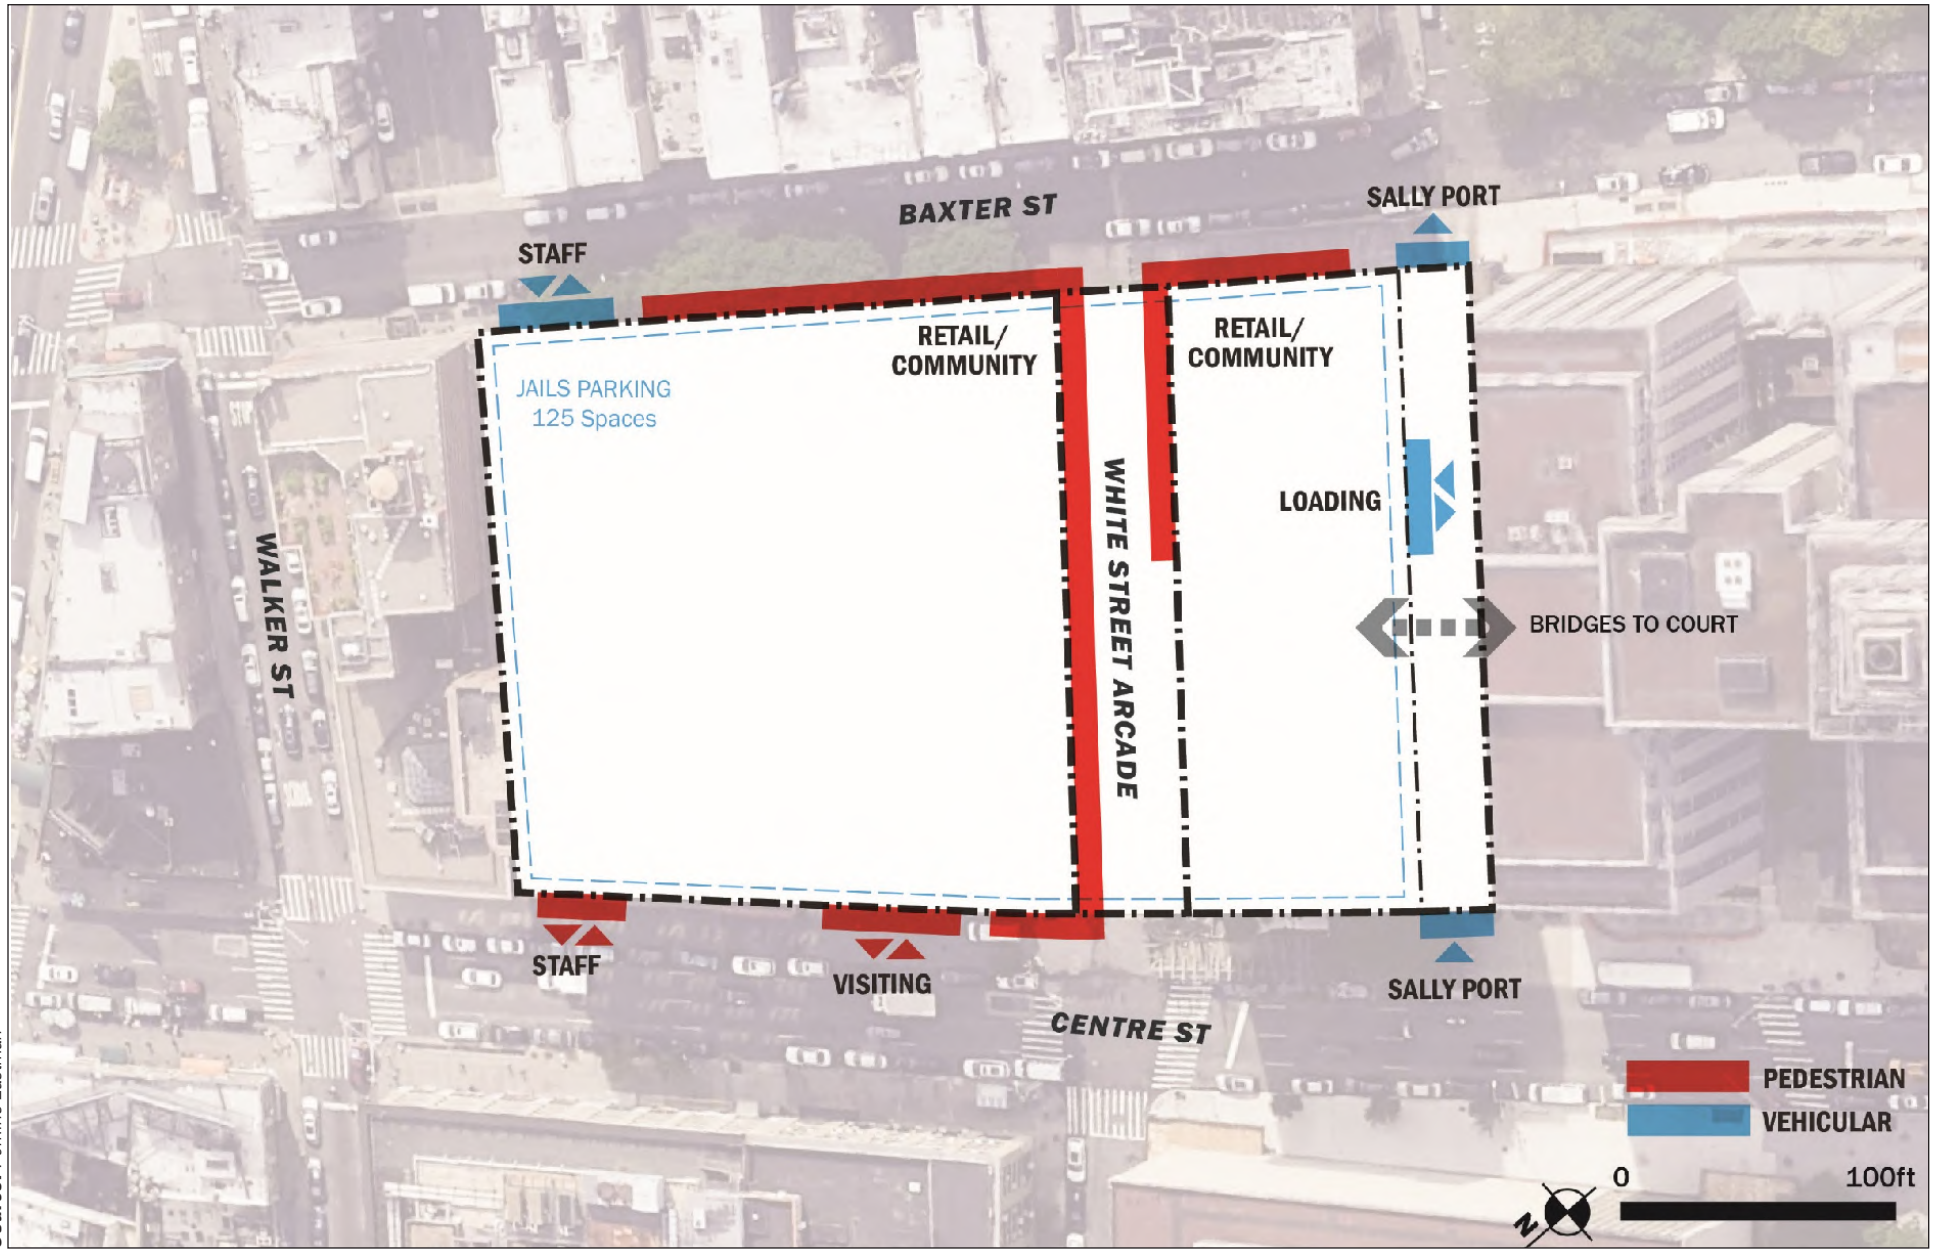 BAXTER ST
SALLY PORT
STAFF
RETAIL/
COMMUNITY
RETAIL/
COMMUNITY
JAILS PARKING
125 Spaces
LOADING
WHITE STREET ARCADE
WALKER ST
BRIDGES TO COURT
STAFF
VISITING
SALLY PORT
CENTRE ST
PEDESTRIAN
VEHICULAR
0 100ft
N